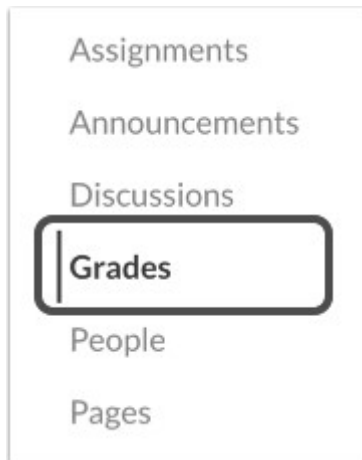 Assignments
Announcements
Discussions
Grades
People
Pages